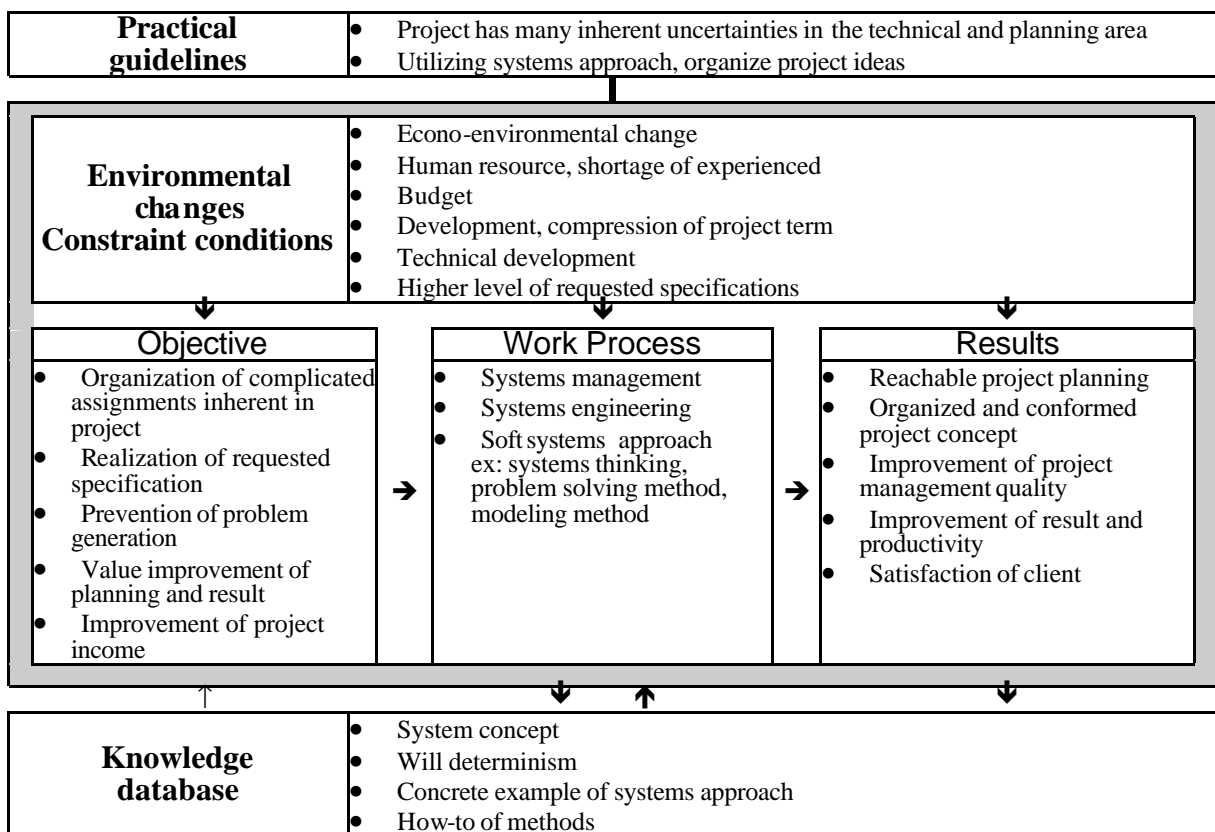 Practical
guidelines
● Project has many inherent uncertainties in the technical and planning area
● Utilizing systems approach, organize project ideas
Environmental
changes
Constraint conditions
● Econo-environmental change
● Human resource, shortage of experienced
● Budget
● Development, compression of project term
● Technical development
● Higher level of requested specifications
Objective
● Organization of complicated
assignments inherent in
project
● Realization of requested
specification
● Prevention of problem
generation
● Value improvement of
planning and result
● Improvement of project
income
Work Process
● Systems management
● Systems engineering
● Soft systems approach
ex: systems thinking,
problem solving method,
modeling method
Results
● Reachable project planning
● Organized and conformed
project concept
● Improvement of project
management quality
● Improvement of result and
productivity
● Satisfaction of client
Knowledge
database
● System concept
● Will determinism
● Concrete example of systems approach
● How-to of methods